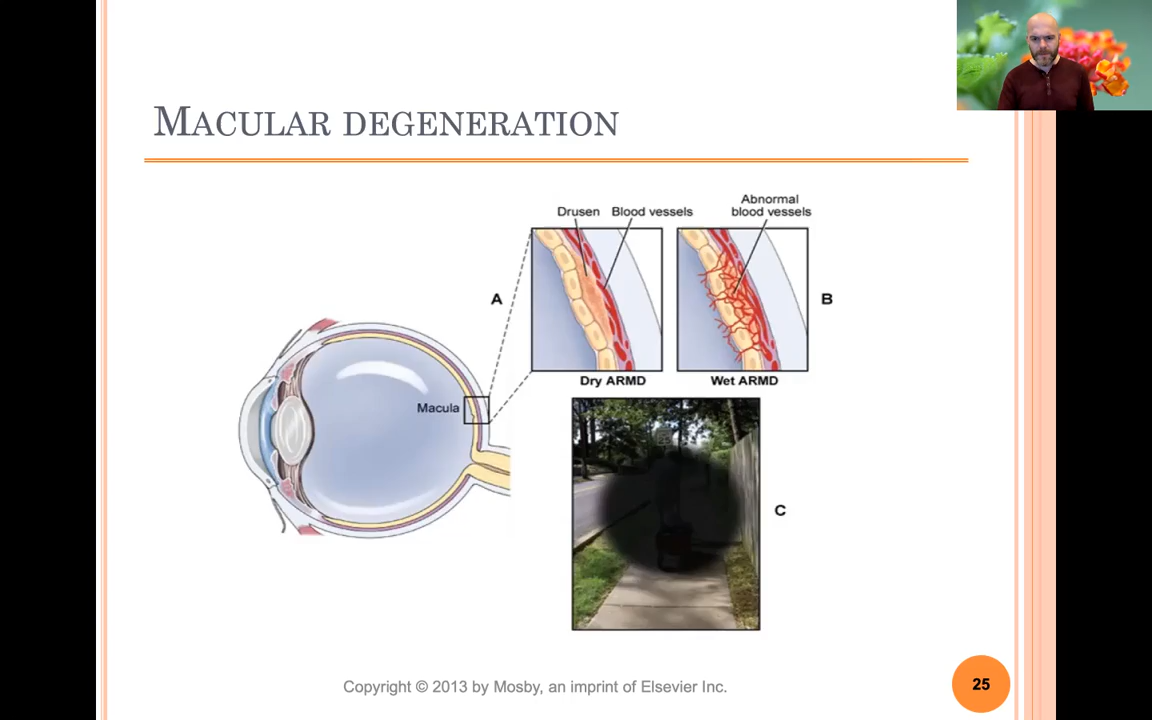 MACULAR DEGENERATION
Drusen Blood vessels
Abnormal
blood vessels
A
B
Dry ARMD
Wet ARMD
Macula
C
Copyright © 2013 by Mosby, an imprint of Elsevier Inc.
25